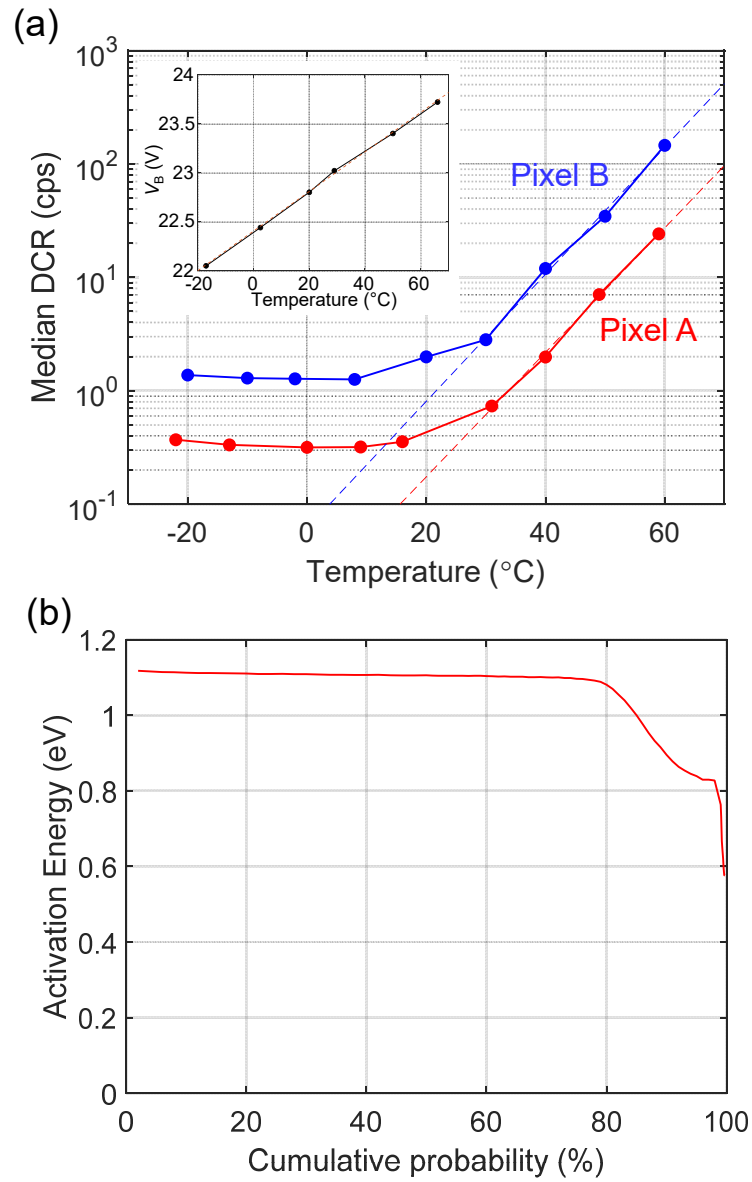 (a)
10^3
10^2
10^1
10^0
10^-1
Median DCR (cps)
24
23.5
23
22.5
22
V_B (V)
-20 0 20 40 60
Temperature (°C)
Pixel B
Pixel A
-20 0 20 40 60
Temperature (°C)
(b)
1.2
1
0.8
0.6
0.4
0.2
0
Activation Energy (eV)
0 20 40 60 80 100
Cumulative probability (%)